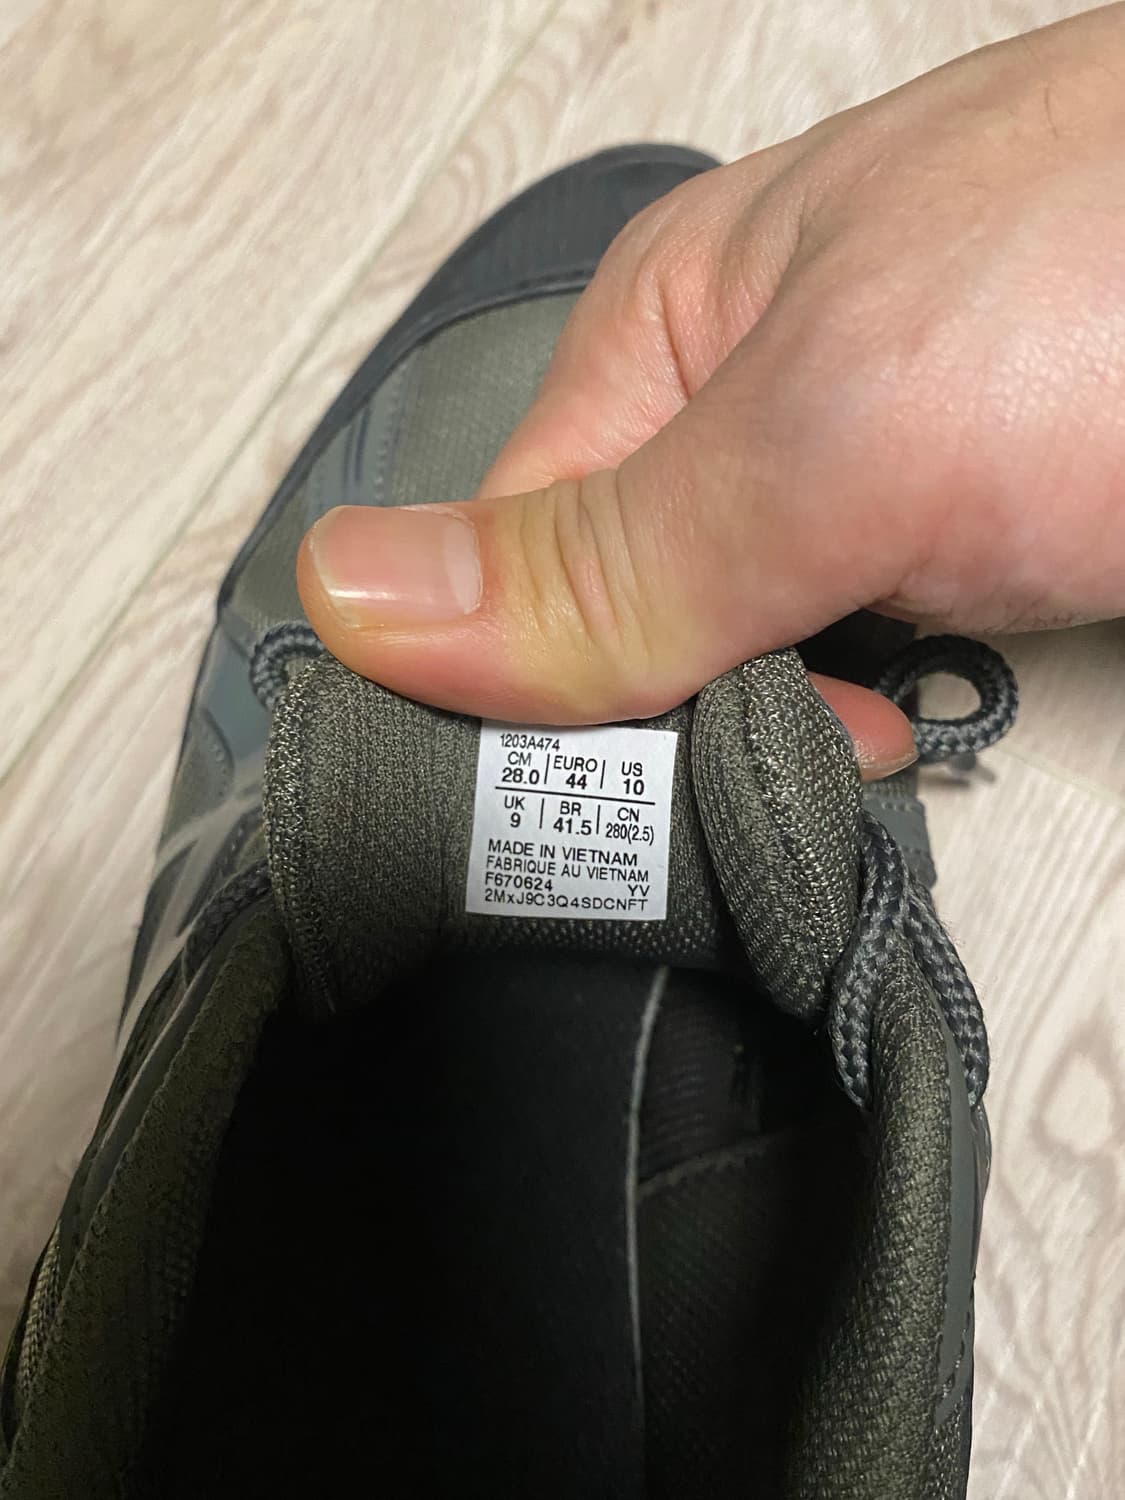 1203A474
CM | EURO | US
28.0 | 44 | 10
UK | BR | CN
9 | 41.5 | 280(2.5)
MADE IN VIETNAM
FABRIQUE AU VIETNAM
F670624 YV
2MxJ9C3Q4SDCNFT